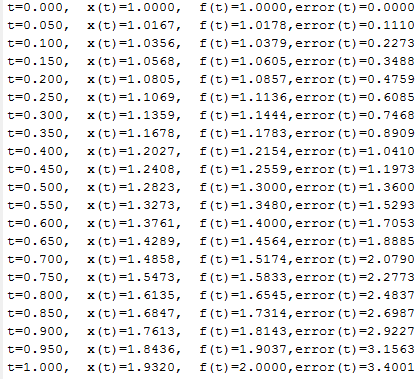 t=0.000,  x(t)=1.0000,  f(t)=1.0000,error(t)=0.0000
t=0.050,  x(t)=1.0167,  f(t)=1.0178,error(t)=0.1110
t=0.100,  x(t)=1.0356,  f(t)=1.0379,error(t)=0.2273
t=0.150,  x(t)=1.0568,  f(t)=1.0605,error(t)=0.3488
t=0.200,  x(t)=1.0805,  f(t)=1.0857,error(t)=0.4759
t=0.250,  x(t)=1.1069,  f(t)=1.1136,error(t)=0.6085
t=0.300,  x(t)=1.1359,  f(t)=1.1444,error(t)=0.7468
t=0.350,  x(t)=1.1678,  f(t)=1.1783,error(t)=0.8909
t=0.400,  x(t)=1.2027,  f(t)=1.2154,error(t)=1.0410
t=0.450,  x(t)=1.2408,  f(t)=1.2559,error(t)=1.1973
t=0.500,  x(t)=1.2823,  f(t)=1.3000,error(t)=1.3600
t=0.550,  x(t)=1.3273,  f(t)=1.3480,error(t)=1.5293
t=0.600,  x(t)=1.3761,  f(t)=1.4000,error(t)=1.7053
t=0.650,  x(t)=1.4289,  f(t)=1.4564,error(t)=1.8885
t=0.700,  x(t)=1.4858,  f(t)=1.5174,error(t)=2.0790
t=0.750,  x(t)=1.5473,  f(t)=1.5833,error(t)=2.2773
t=0.800,  x(t)=1.6135,  f(t)=1.6545,error(t)=2.4837
t=0.850,  x(t)=1.6847,  f(t)=1.7314,error(t)=2.6987
t=0.900,  x(t)=1.7613,  f(t)=1.8143,error(t)=2.9227
t=0.950,  x(t)=1.8436,  f(t)=1.9037,error(t)=3.1563
t=1.000,  x(t)=1.9320,  f(t)=2.0000,error(t)=3.4001